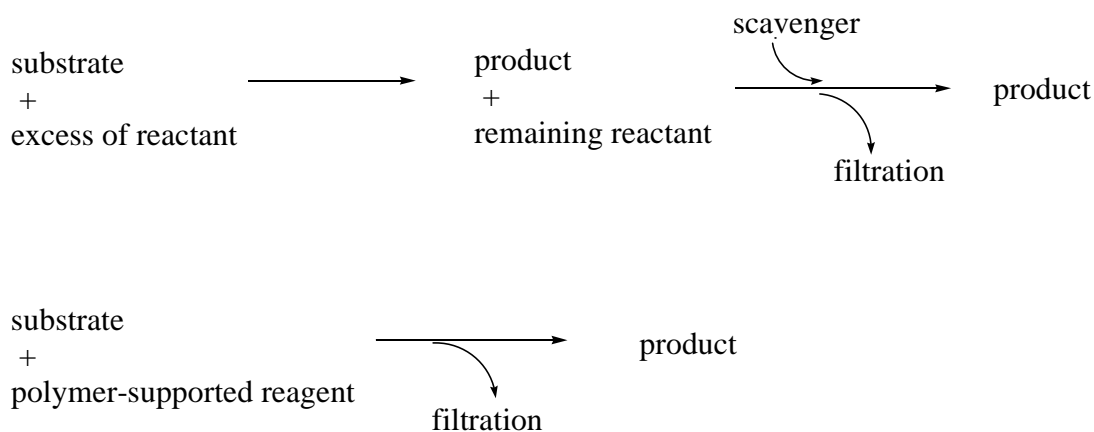 scavenger
substrate
+
excess of reactant
product
+
remaining reactant
product
filtration
substrate
+
polymer-supported reagent
product
filtration